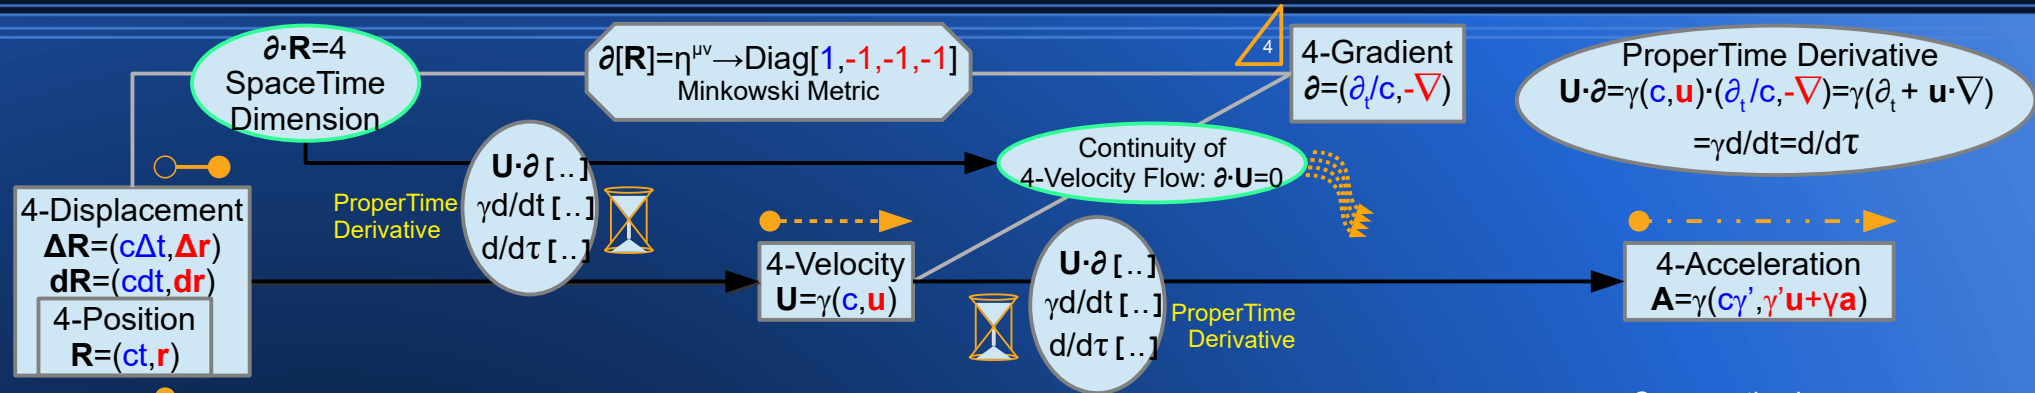 ∂·R=4
SpaceTime
Dimension
∂[R]=η^μν→Diag[1,-1,-1,-1]
Minkowski Metric
4
4-Gradient
∂=(∂_t/c,-∇)
ProperTime Derivative
U·∂=γ(c,u)·(∂_t/c,-∇)=γ(∂_t + u·∇)
=γd/dt=d/dτ
4-Displacement
ΔR=(cΔt,Δr)
dR=(cdt,dr)
4-Position
R=(ct,r)
ProperTime
Derivative
U·∂[..]
γd/dt[..]
d/dτ[..]
Continuity of
4-Velocity Flow: ∂·U=0
4-Velocity
U=γ(c,u)
U·∂[..]
γd/dt[..]
d/dτ[..]
ProperTime
Derivative
4-Acceleration
A=γ(cγ',γ'u+γa)